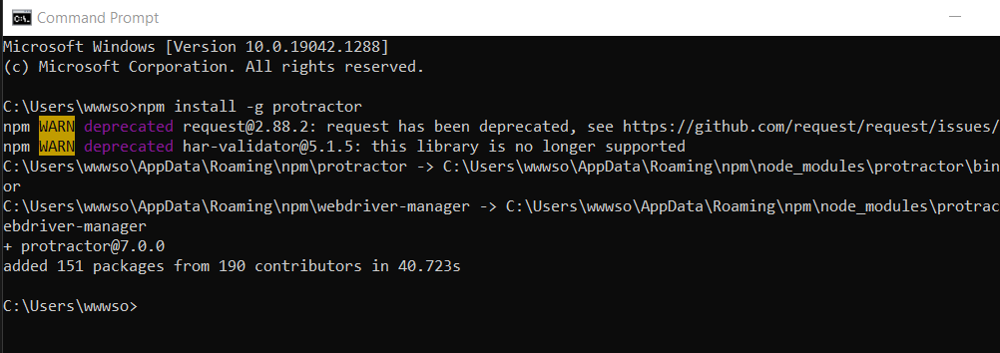 Command Prompt
Microsoft Windows [Version 10.0.19042.1288]
(c) Microsoft Corporation. All rights reserved.
C:\Users\wwwso>npm install -g protractor
npm WARN deprecated request@2.88.2: request has been deprecated, see https://github.com/request/request/issues/
npm WARN deprecated har-validator@5.1.5: this library is no longer supported
C:\Users\wwwso\AppData\Roaming\npm\protractor -> C:\Users\wwwso\AppData\Roaming\npm\node_modules\protractor\bin
or
C:\Users\wwwso\AppData\Roaming\npm\webdriver-manager -> C:\Users\wwwso\AppData\Roaming\npm\node_modules\protrac
ebdriver-manager
+ protractor@7.0.0
added 151 packages from 190 contributors in 40.723s
C:\Users\wwwso>